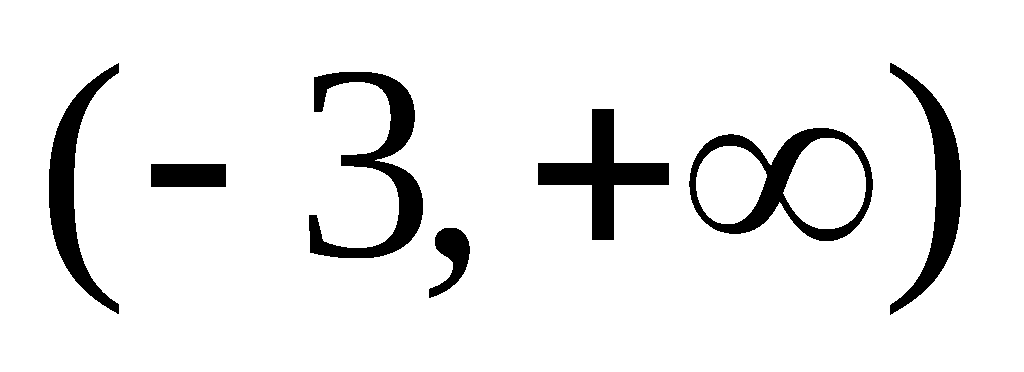 (- 3, +∞)